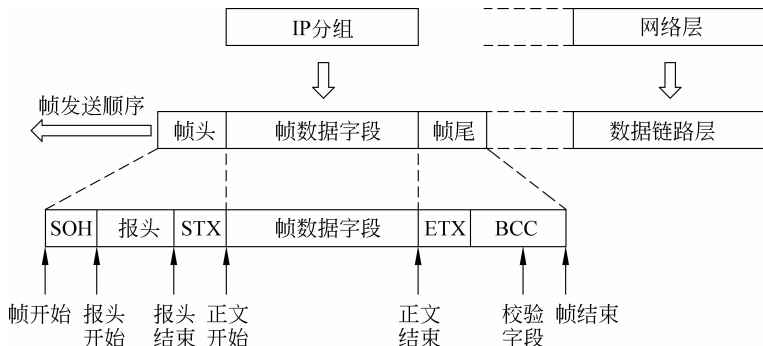 IP分组
网络层
帧发送顺序
帧头
帧数据字段
帧尾
数据链路层
SOH
报头
STX
帧数据字段
ETX
BCC
帧开始
报头
开始
报头
结束
正文
开始
正文
结束
校验
字段
帧结束